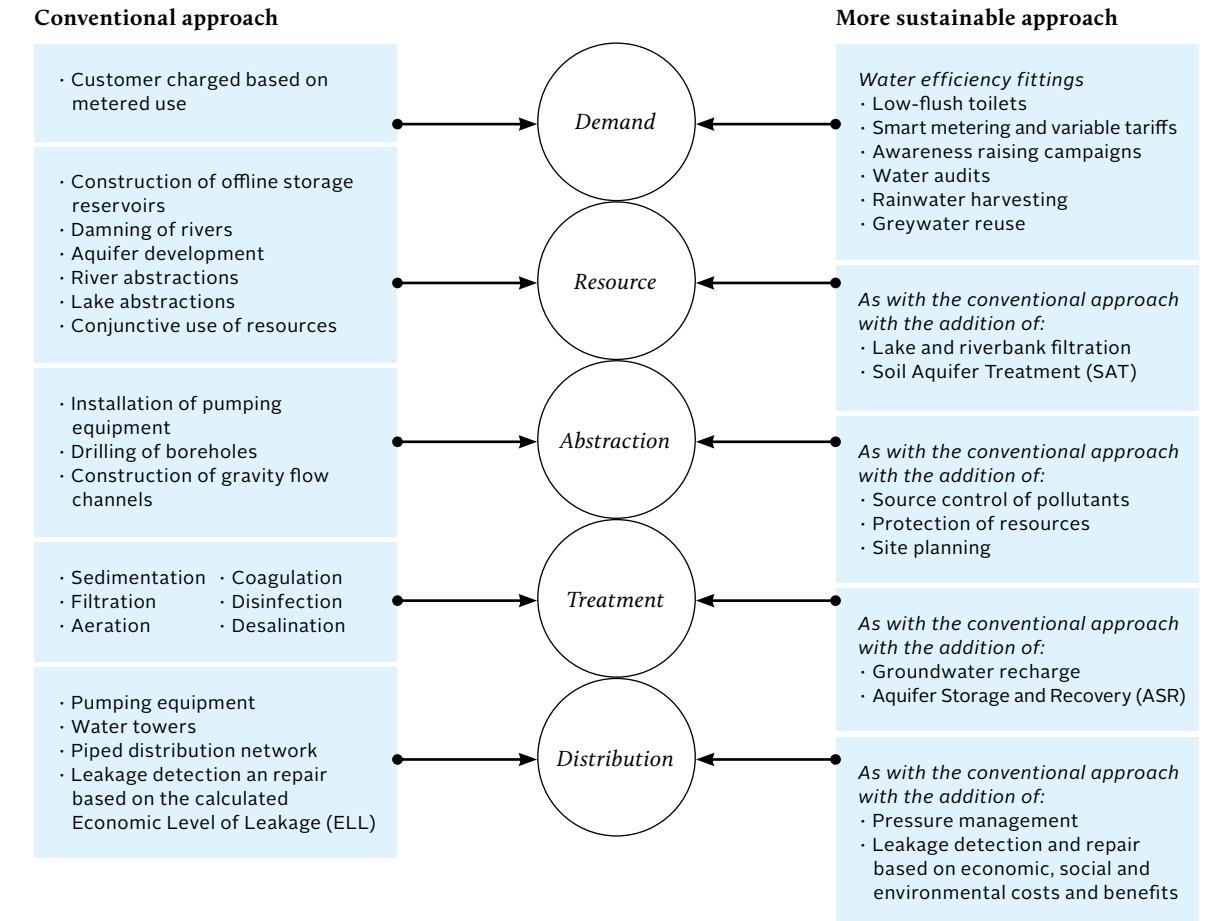 Conventional approach
· Customer charged based on
metered use
· Construction of offline storage
reservoirs
· Damning of rivers
· Aquifer development
· River abstractions
· Lake abstractions
· Conjunctive use of resources
· Installation of pumping
equipment
· Drilling of boreholes
· Construction of gravity flow
channels
· Sedimentation · Coagulation
· Filtration · Disinfection
· Aeration · Desalination
· Pumping equipment
· Water towers
· Piped distribution network
· Leakage detection an repair
based on the calculated
Economic Level of Leakage (ELL)
Demand
Resource
Abstraction
Treatment
Distribution
More sustainable approach
Water efficiency fittings
· Low-flush toilets
· Smart metering and variable tariffs
· Awareness raising campaigns
· Water audits
· Rainwater harvesting
· Greywater reuse
As with the conventional approach
with the addition of:
· Lake and riverbank filtration
· Soil Aquifer Treatment (SAT)
As with the conventional approach
with the addition of:
· Source control of pollutants
· Protection of resources
· Site planning
As with the conventional approach
with the addition of:
· Groundwater recharge
· Aquifer Storage and Recovery (ASR)
As with the conventional approach
with the addition of:
· Pressure management
· Leakage detection and repair
based on economic, social and
environmental costs and benefits